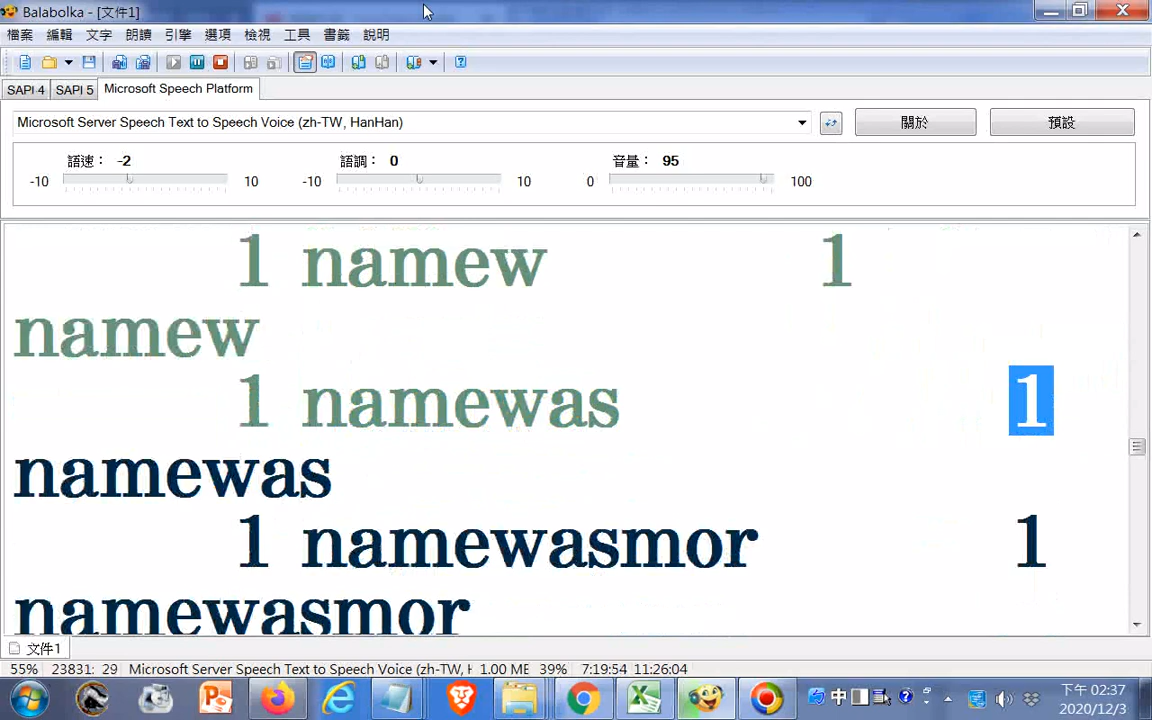 Balabolka - [文件1]
檔案 編輯 文字 朗讀 引擎 選項 檢視 工具 書籤 說明
SAPI 4 SAPI 5 Microsoft Speech Platform
Microsoft Server Speech Text to Speech Voice (zh-TW, HanHan) 關於 預設
語速： -2 語調： 0 音量： 95
-10 10 -10 10 0 100
1 namew 1
namew
1 namewas 1
namewas
1 namewasmor 1
namewasmor
文件1
55% 23831: 29 Microsoft Server Speech Text to Speech Voice (zh-TW, 1.00 ME 39% 7:19:54 11:26:04
中 下午 02:37
2020/12/3